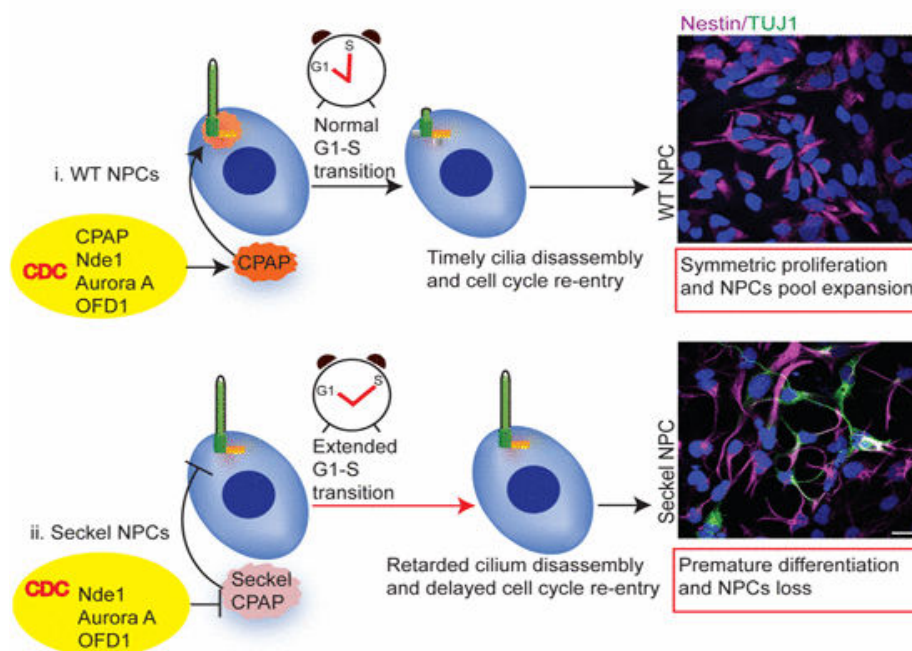 Nestin/TUJ1
S
G1
Normal
G1-S
transition
i. WT NPCs
WT NPC
CPAP
CDC
Nde1
Aurora A
OFD1
CPAP
Timely cilia disassembly
and cell cycle re-entry
Symmetric proliferation
and NPCs pool expansion
S
G1
Extended
G1-S
transition
ii. Seckel NPCs
Seckel NPC
CDC
Nde1
Aurora A
OFD1
Seckel
CPAP
Retarded cilium disassembly
and delayed cell cycle re-entry
Premature differentiation
and NPCs loss